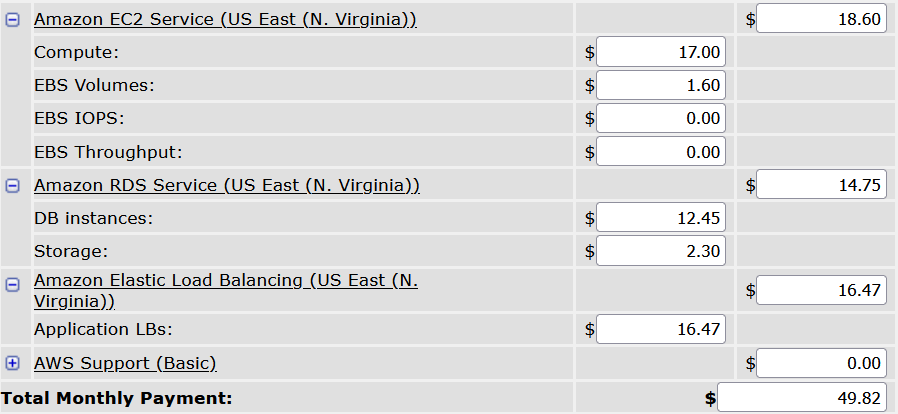 Amazon EC2 Service (US East (N. Virginia)) $ 18.60
Compute: $ 17.00
EBS Volumes: $ 1.60
EBS IOPS: $ 0.00
EBS Throughput: $ 0.00
Amazon RDS Service (US East (N. Virginia)) $ 14.75
DB instances: $ 12.45
Storage: $ 2.30
Amazon Elastic Load Balancing (US East (N.
Virginia)) $ 16.47
Application LBs: $ 16.47
AWS Support (Basic) $ 0.00
Total Monthly Payment: $ 49.82